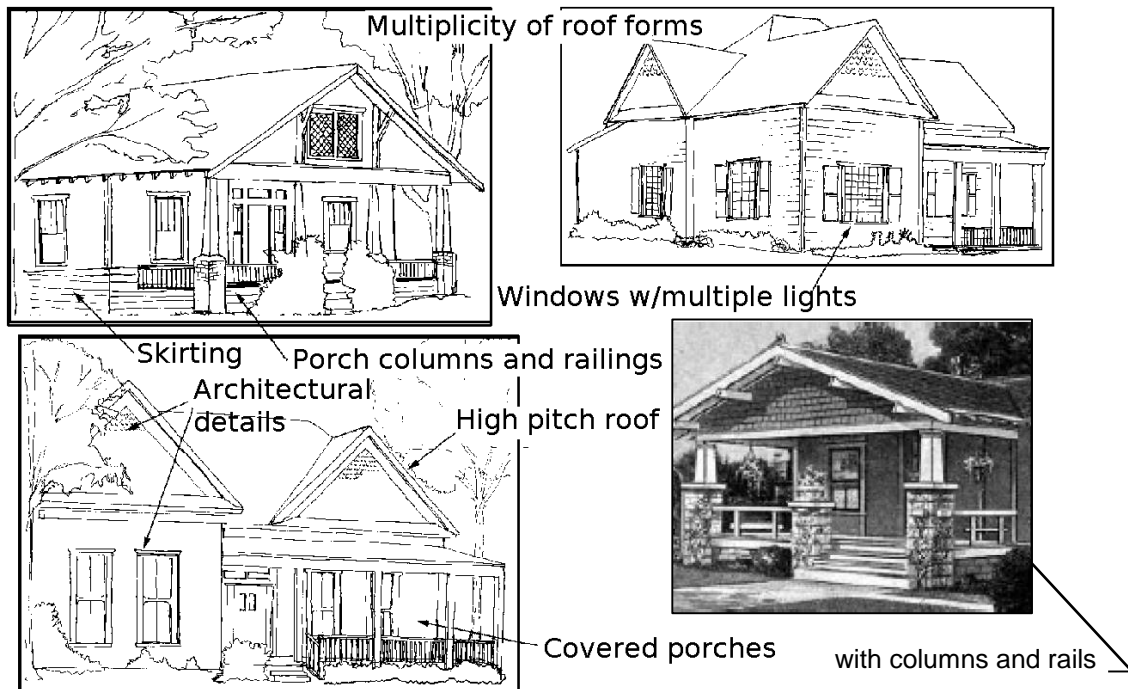 Multiplicity of roof forms
Windows w/multiple lights
Skirting
Porch columns and railings
Architectural
details
High pitch roof
Covered porches
with columns and rails